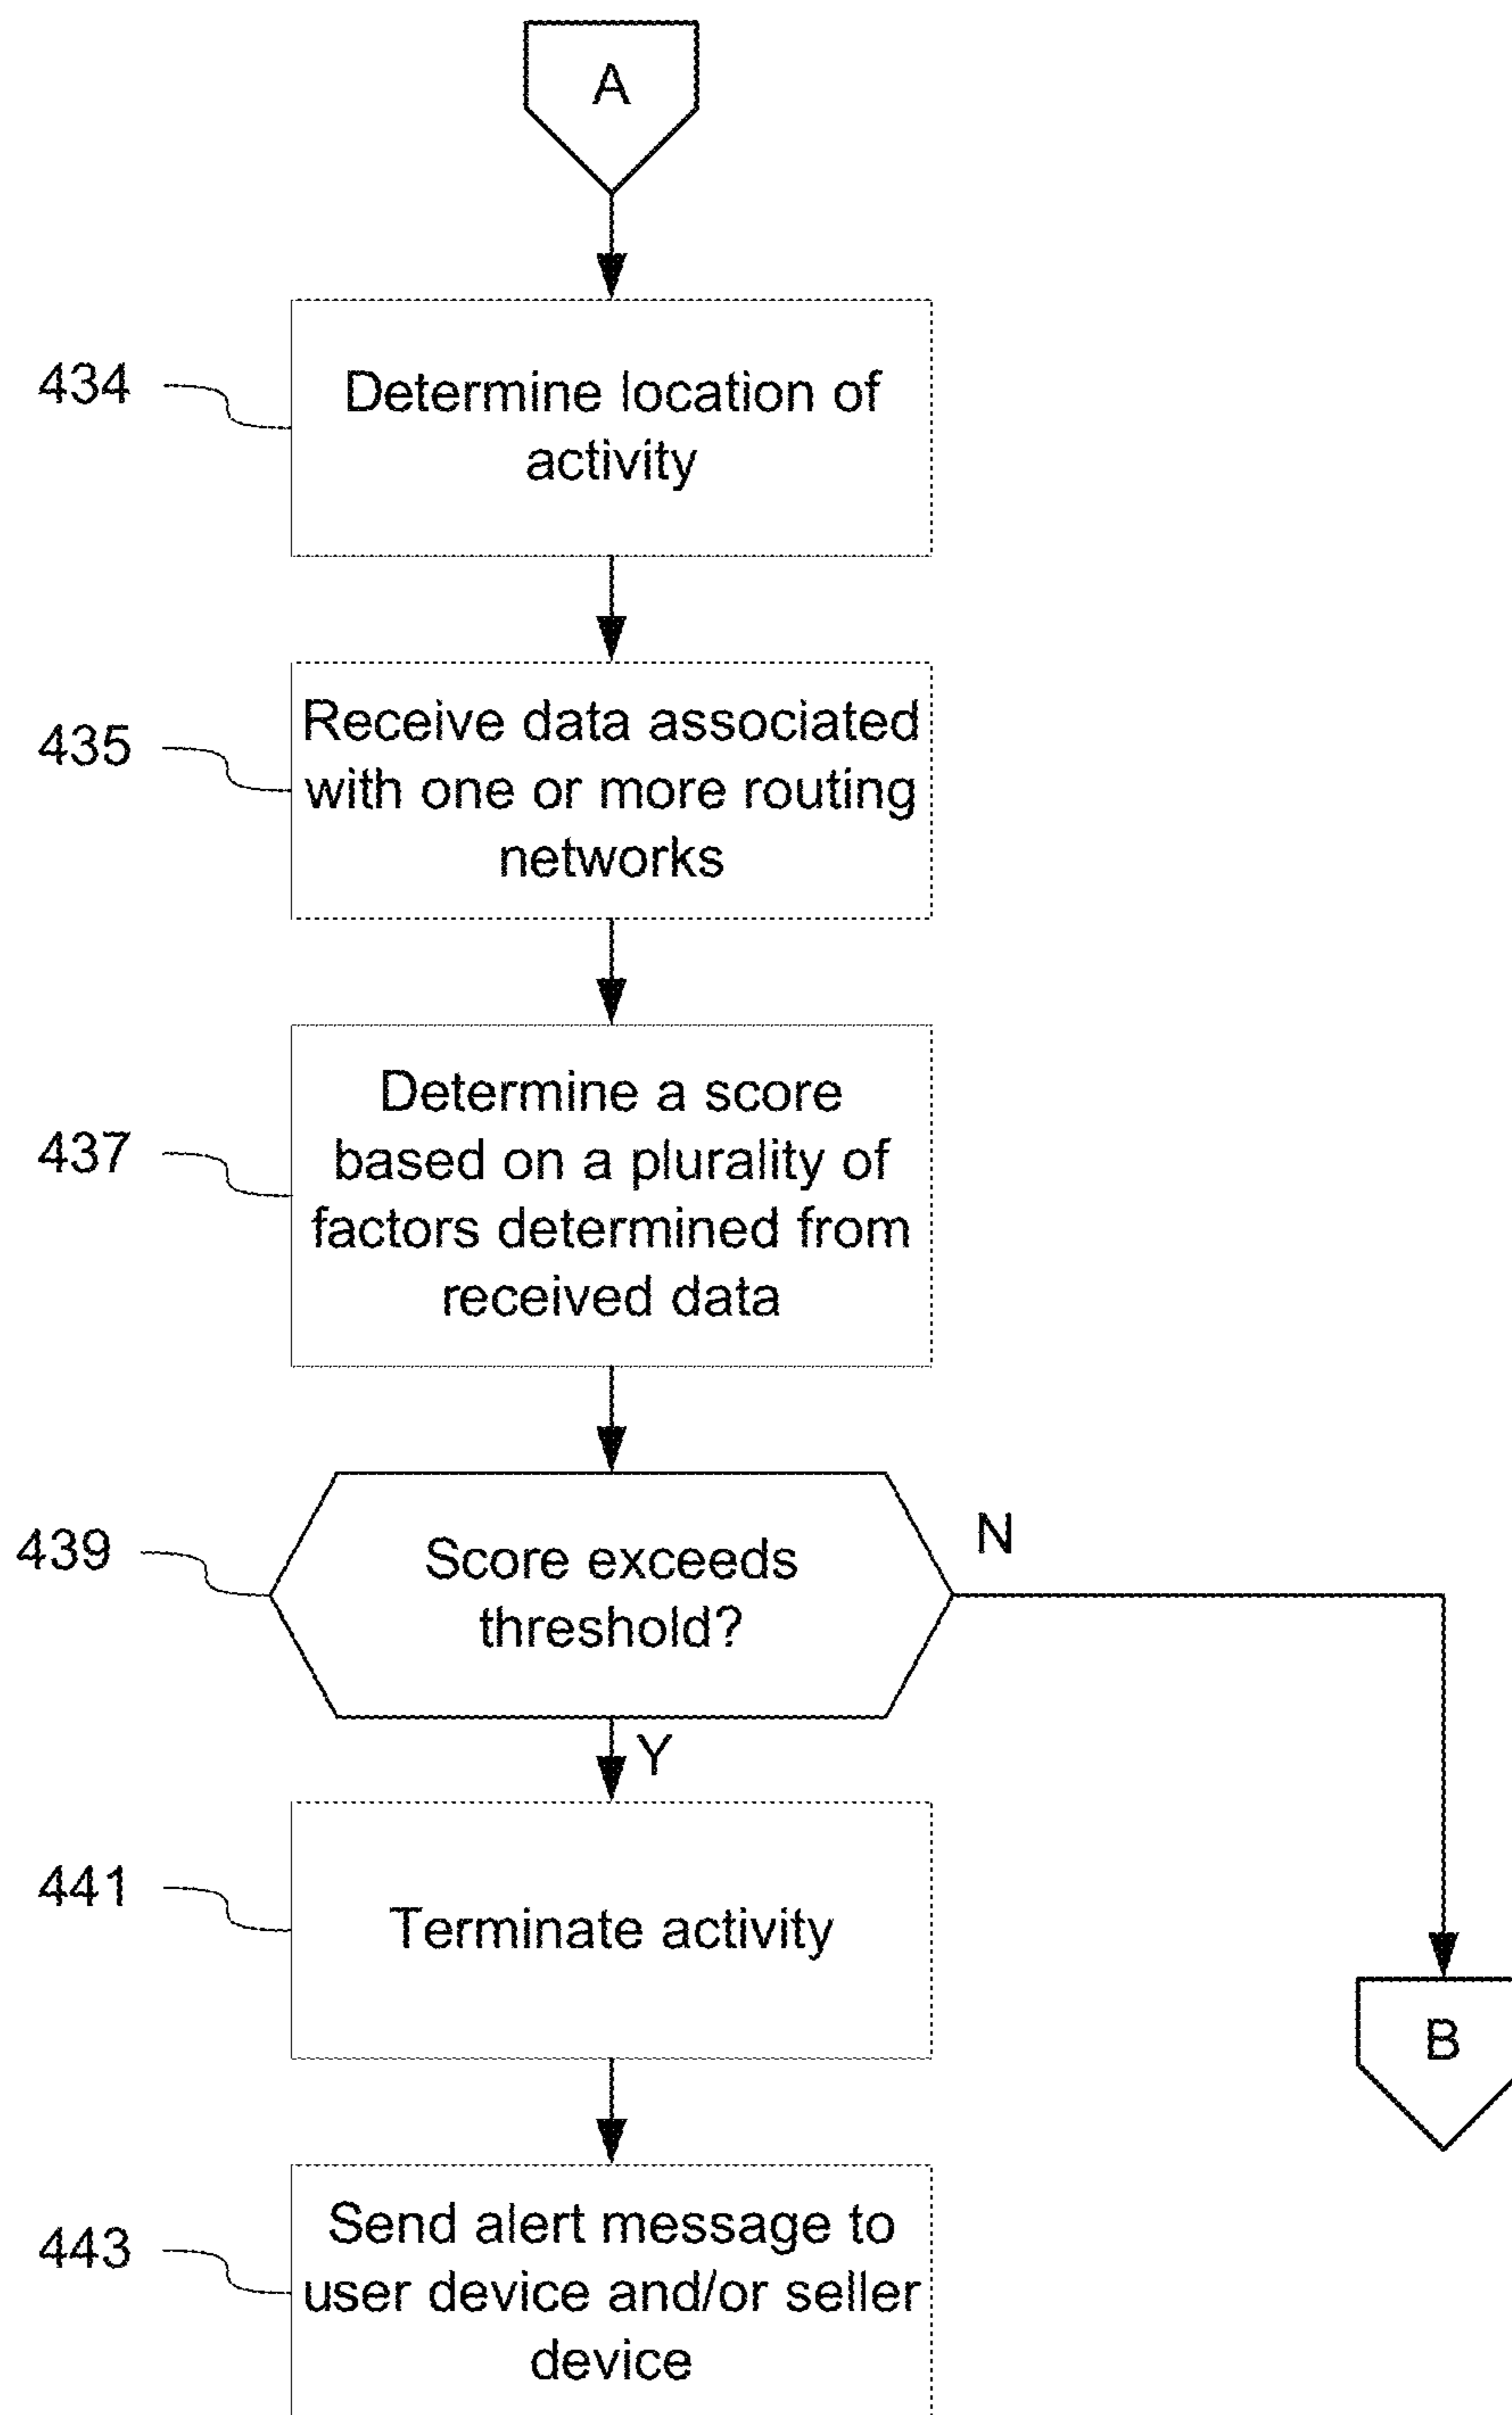 A
434
Determine location of
activity
435
Receive data associated
with one or more routing
networks
437
Determine a score
based on a plurality of
factors determined from
received data
439
Score exceeds
threshold?
N
Y
441
Terminate activity
B
443
Send alert message to
user device and/or seller
device